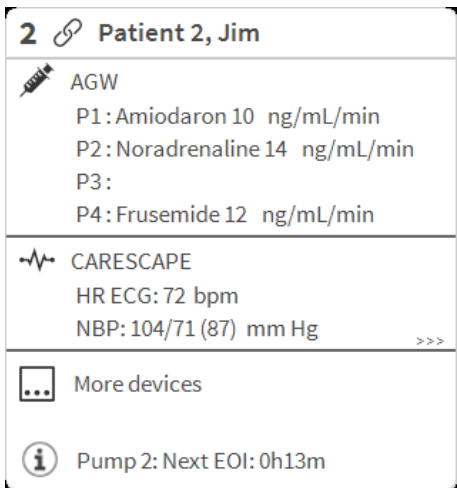 2 Patient 2, Jim
AGW
P1: Amiodaron 10 ng/mL/min
P2: Noradrenaline 14 ng/mL/min
P3:
P4: Frusemide 12 ng/mL/min
CARESCAPE
HR ECG: 72 bpm
NBP: 104/71 (87) mm Hg
>>>
More devices
Pump 2: Next EOI: 0h13m